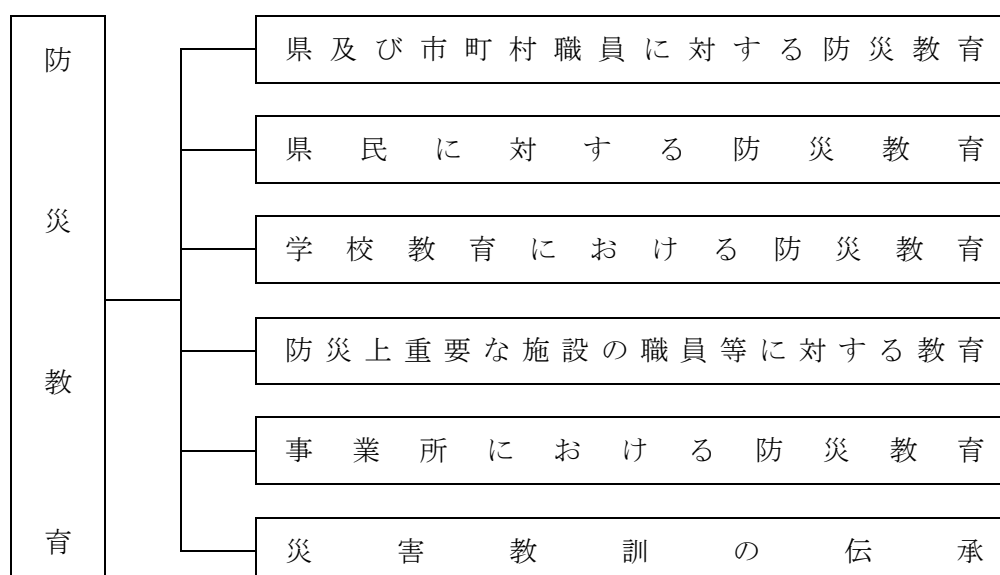 防災教育
県及び市町村職員に対する防災教育
県民に対する防災教育
学校教育における防災教育
防災上重要な施設の職員等に対する教育
事業所における防災教育
災害教訓の伝承